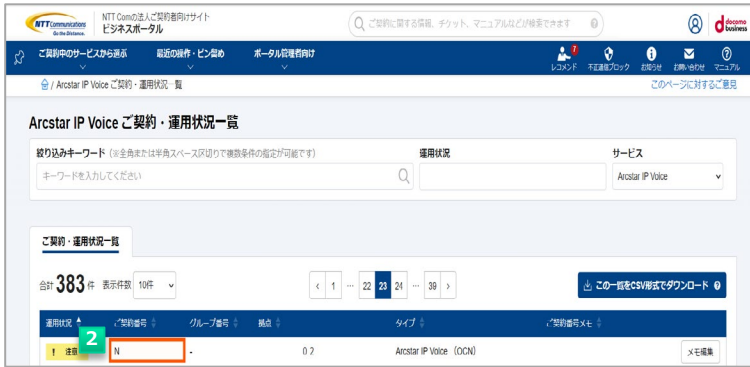 NTT Communications
Go the Distance.
NTT Comの法人ご契約者向けサイト
ビジネスポータル
ご契約に関する情報、チケット、マニュアルなどが検索できます
docomo
business
ご契約中のサービスから選ぶ
最近の操作・ピン留め
ポータル管理者向け
7
レコメンド
不正通信ブロック
お知らせ
お問い合わせ
マニュアル
/ Arcstar IP Voice ご契約・運用状況一覧
このページに対するご意見
Arcstar IP Voice ご契約・運用状況一覧
絞り込みキーワード (※全角または半角スペース区切りで複数条件の指定が可能です)
運用状況
サービス
キーワードを入力してください
Arcstar IP Voice
ご契約・運用状況一覧
合計 383 件 表示件数 10件
< 1 … 22 23 24 … 39 >
この一覧をCSV形式でダウンロード
運用状況 ご契約番号 グループ番号 拠点 タイプ ご契約番号メモ
2
! 注意 N - 0 2 Arcstar IP Voice (OCN) メモ編集